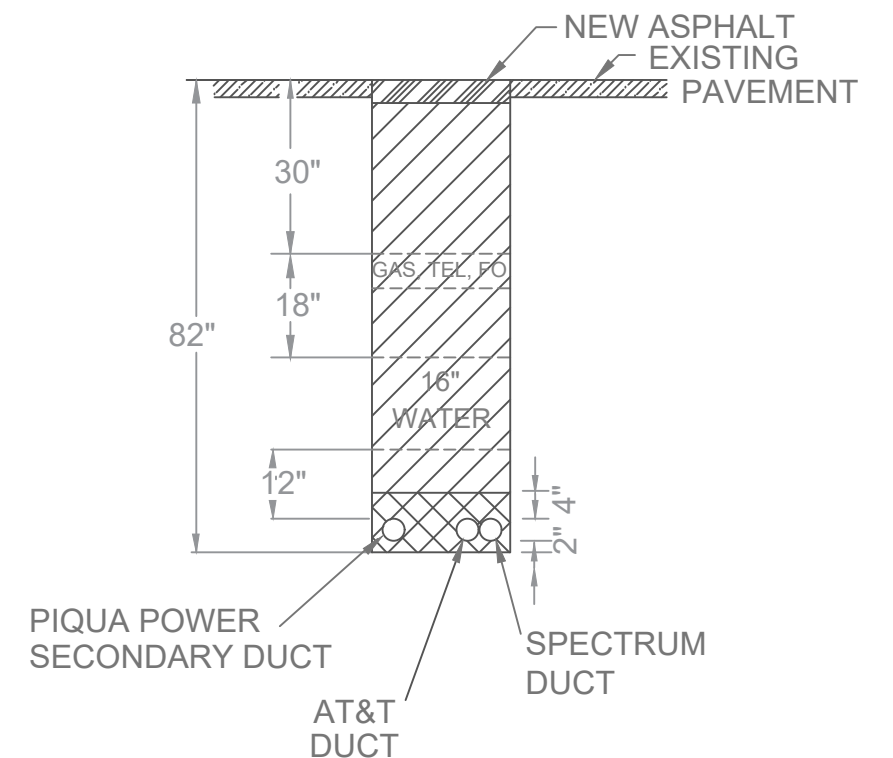 NEW ASPHALT
EXISTING
PAVEMENT
30"
GAS, TEL, FO
18"
82"
16"
WATER
12"
4"
2"
PIQUA POWER
SECONDARY DUCT
SPECTRUM
DUCT
AT&T
DUCT